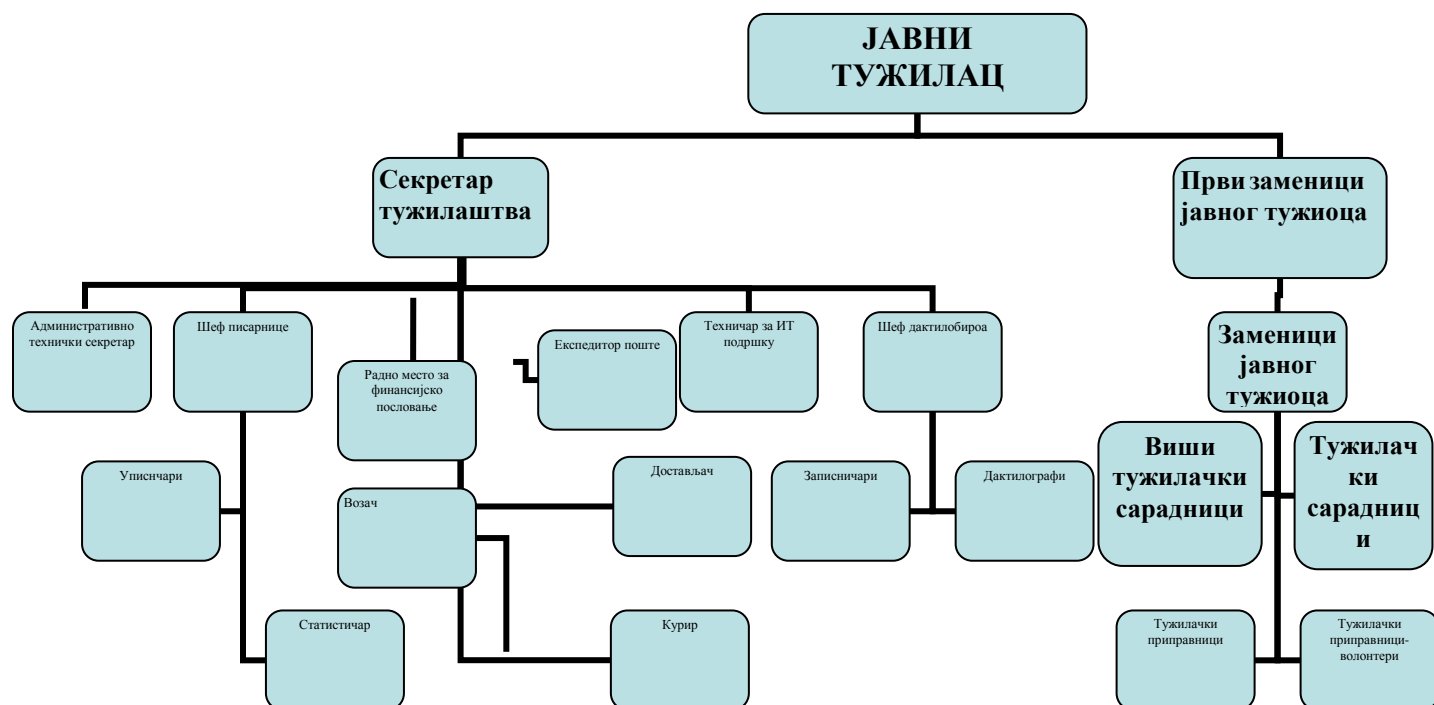 ЈАВНИ
ТУЖИЛАЦ
Секретар
тужилаштва
Први заменици
јавног тужиоца
Административно
технички секретар
Шеф писарнице
Радно место за
финансијско
пословање
Експедитор поште
Техничар за ИТ
подршку
Шеф дактилобироа
Заменици
јавног
тужиоца
Уписнчари
Возач
Достављач
Записничари
Дактилографи
Виши
тужилачки
сарадници
Тужилач
ки
сарадниц
и
Статистичар
Курир
Тужилачки
приправници
Тужилачки
приправници-
волонтери